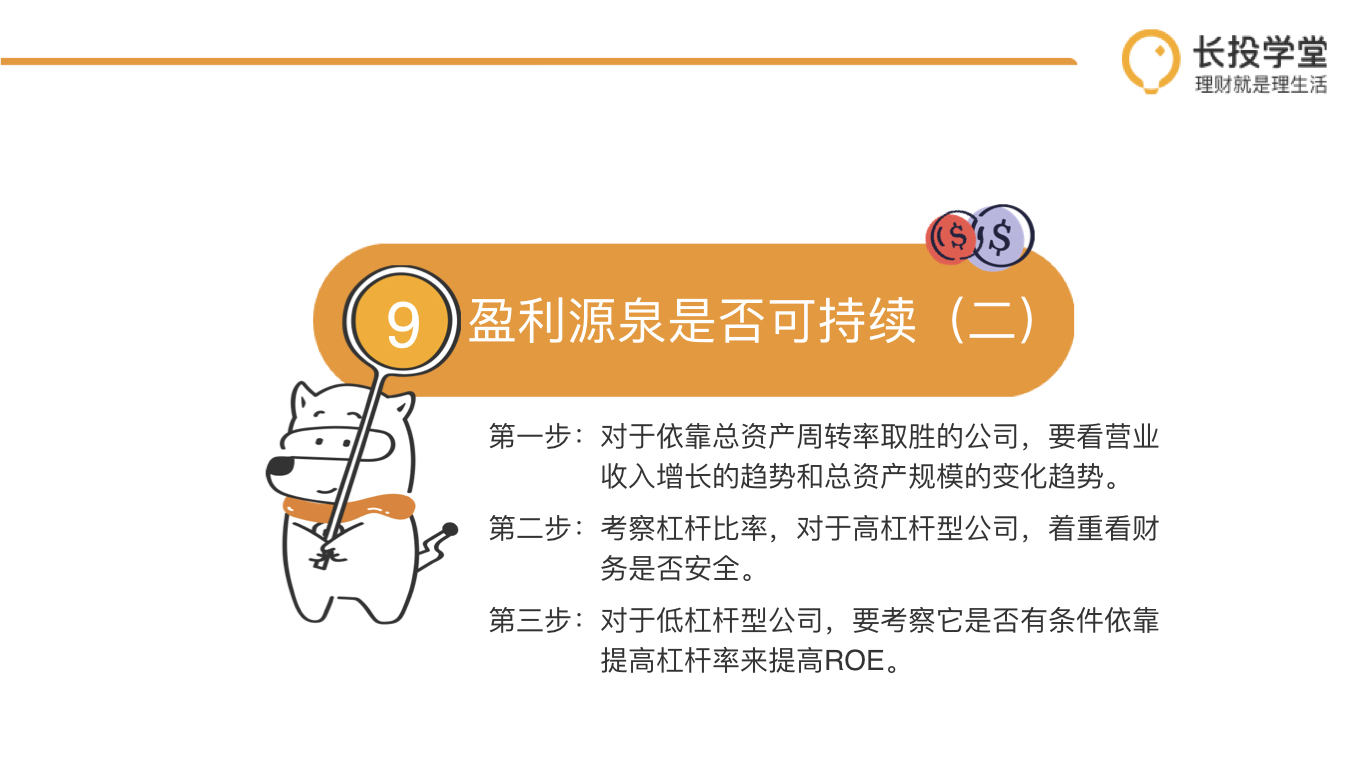 长投学堂
理财就是理生活
9
盈利源泉是否可持续（二）
第一步：对于依靠总资产周转率取胜的公司，要看营业
收入增长的趋势和总资产规模的变化趋势。
第二步：考察杠杆比率，对于高杠杆型公司，着重看财
务是否安全。
第三步：对于低杠杆型公司，要考察它是否有条件依靠
提高杠杆率来提高ROE。